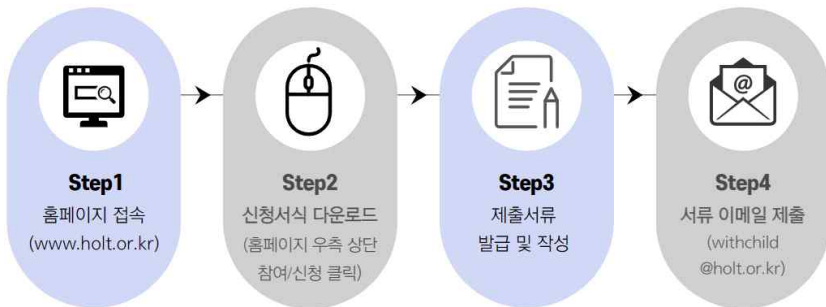 @
Step1
홈페이지 접속
(www.holt.or.kr)
Step2
신청서식 다운로드
(홈페이지 우측 상단
참여/신청 클릭)
Step3
제출서류
발급 및 작성
Step4
서류 이메일 제출
(withchild
@holt.or.kr)